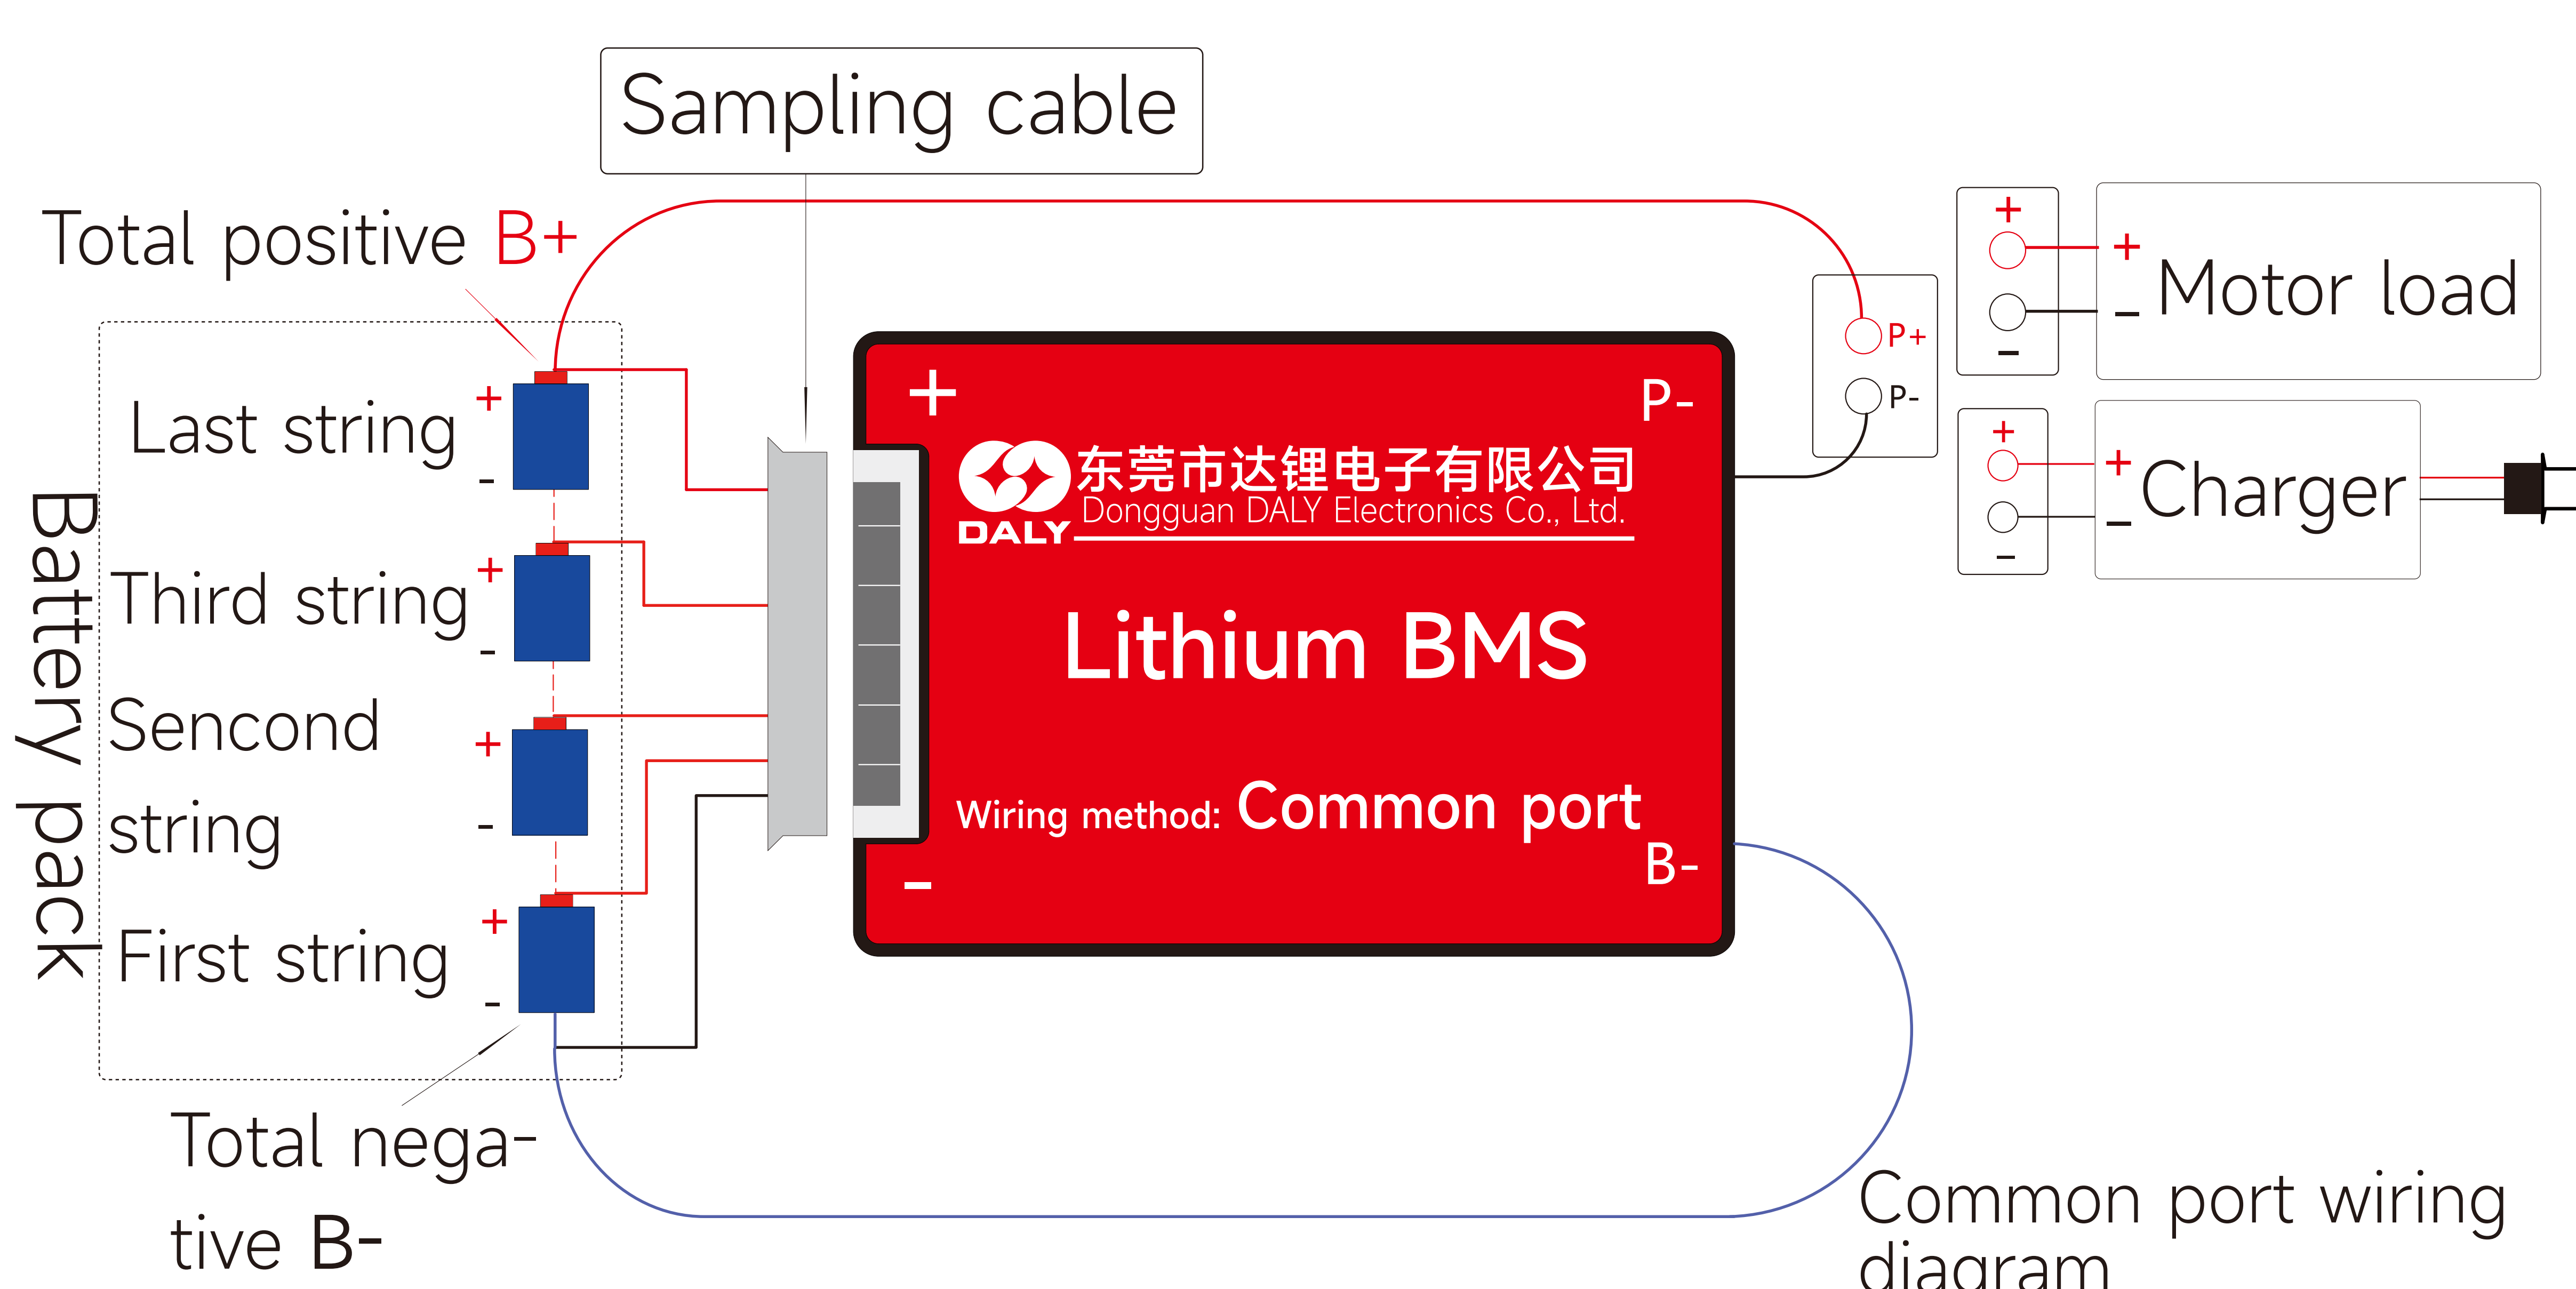 Sampling cable
Total positive B+
Battery pack
+
Last string
-
+
Third string
-
Sencond
+
string
-
+
First string
-
Total nega-
tive B-
+
P-
东莞市达锂电子有限公司
DALY
Dongguan DALY Electronics Co., Ltd.
Lithium BMS
Wiring method: Common port
B-
-
P+
P-
+
-
+
-
Motor load
+
-
+
-
Charger
Common port wiring
diagram